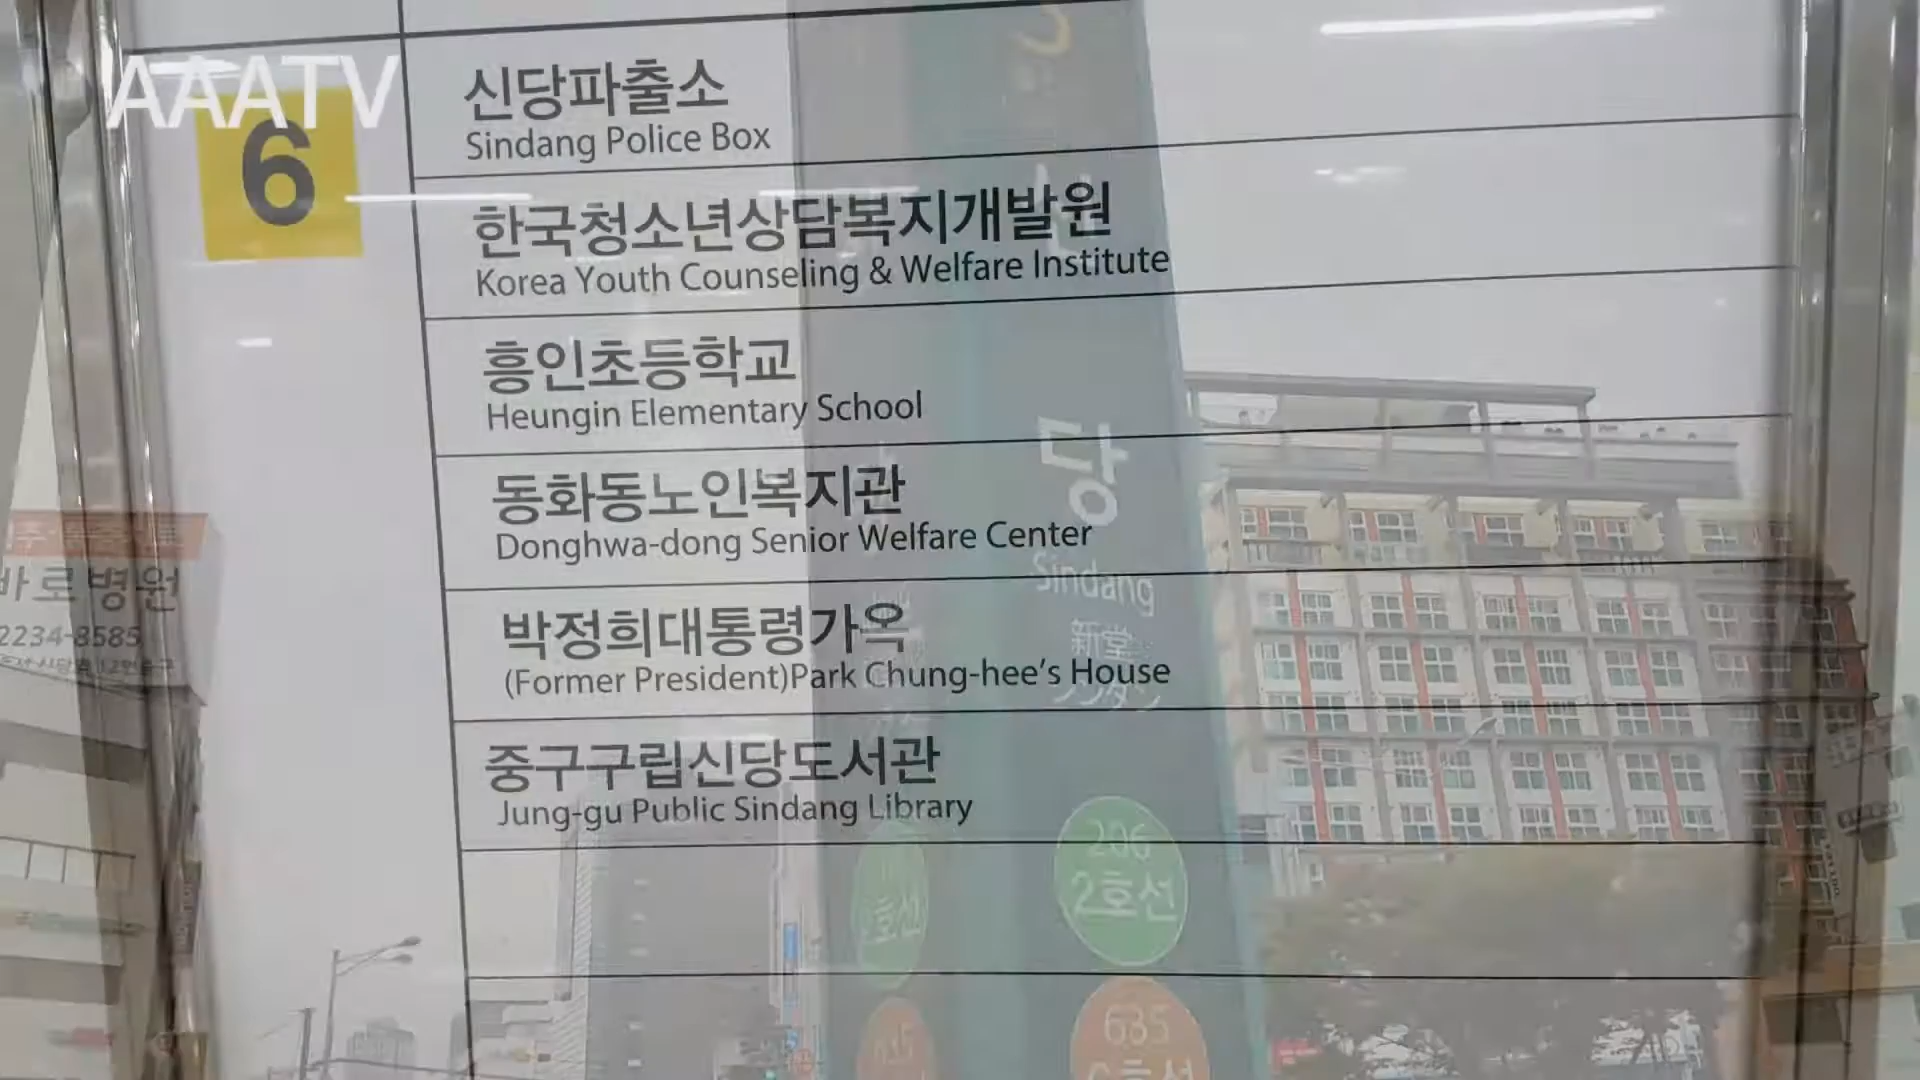 AAATV
6
신당파출소
Sindang Police Box
한국청소년상담복지개발원
Korea Youth Counseling & Welfare Institute
흥인초등학교
Heungin Elementary School
동화동노인복지관
Donghwa-dong Senior Welfare Center
박정희대통령가옥
(Former President)Park Chung-hee's House
중구구립신당도서관
Jung-gu Public Sindang Library
당
Sindang
新堂
206
2호선
635
바로병원
2234-8585